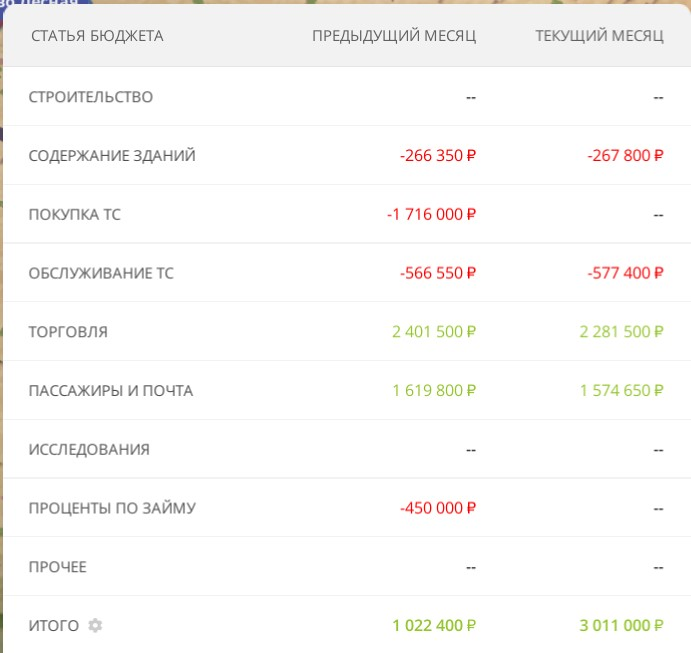 СТАТЬЯ БЮДЖЕТА ПРЕДЫДУЩИЙ МЕСЯЦ ТЕКУЩИЙ МЕСЯЦ
СТРОИТЕЛЬСТВО -- --
СОДЕРЖАНИЕ ЗДАНИЙ -266 350 ₽ -267 800 ₽
ПОКУПКА ТС -1 716 000 ₽ --
ОБСЛУЖИВАНИЕ ТС -566 550 ₽ -577 400 ₽
ТОРГОВЛЯ 2 401 500 ₽ 2 281 500 ₽
ПАССАЖИРЫ И ПОЧТА 1 619 800 ₽ 1 574 650 ₽
ИССЛЕДОВАНИЯ -- --
ПРОЦЕНТЫ ПО ЗАЙМУ -450 000 ₽ --
ПРОЧЕЕ -- --
ИТОГО 1 022 400 ₽ 3 011 000 ₽